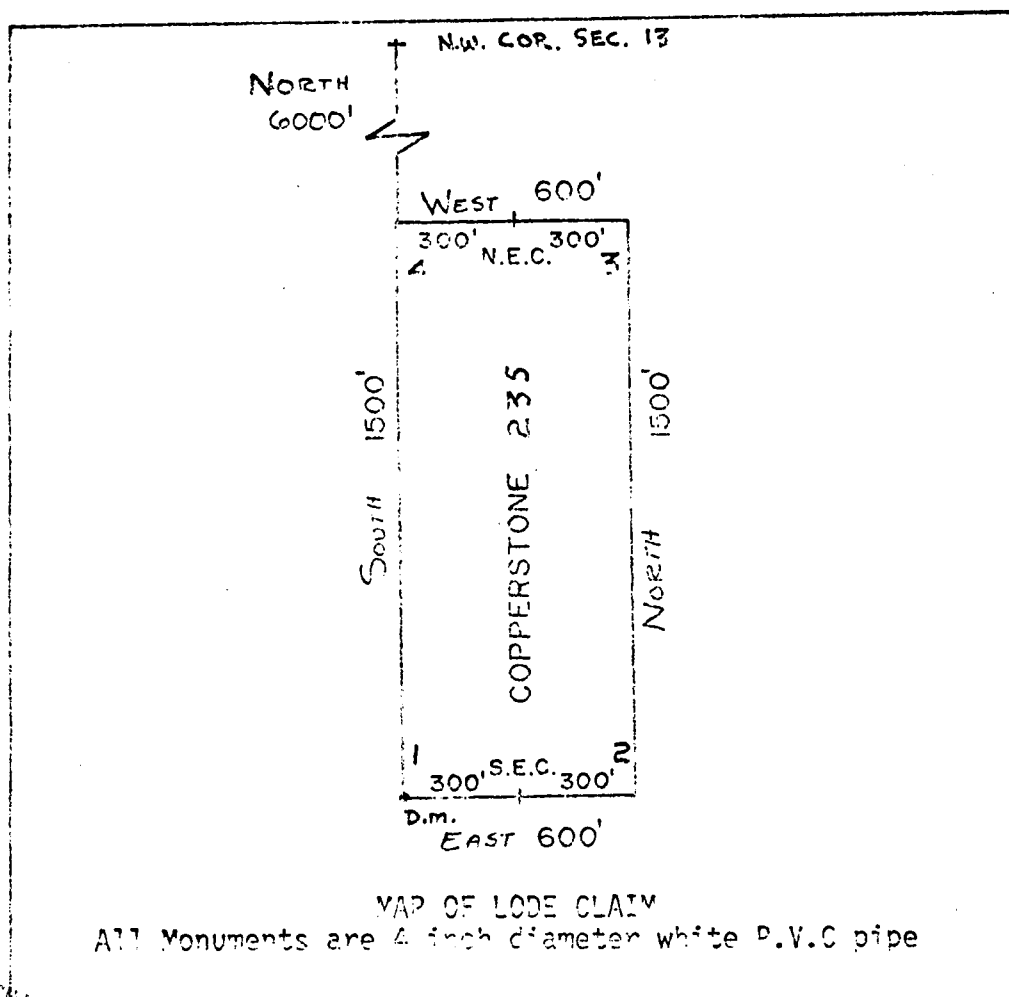 N.W. COR. SEC. 13
NORTH
6000'
WEST 600'
300' 300'
N.E.C.
4 3
SOUTH 1500'
COPPERSTONE 235
NORTH 1500'
1 2
300' S.E.C. 300'
D.M.
EAST 600'
MAP OF LODE CLAIM
All Monuments are 4 inch diameter white P.V.C pipe